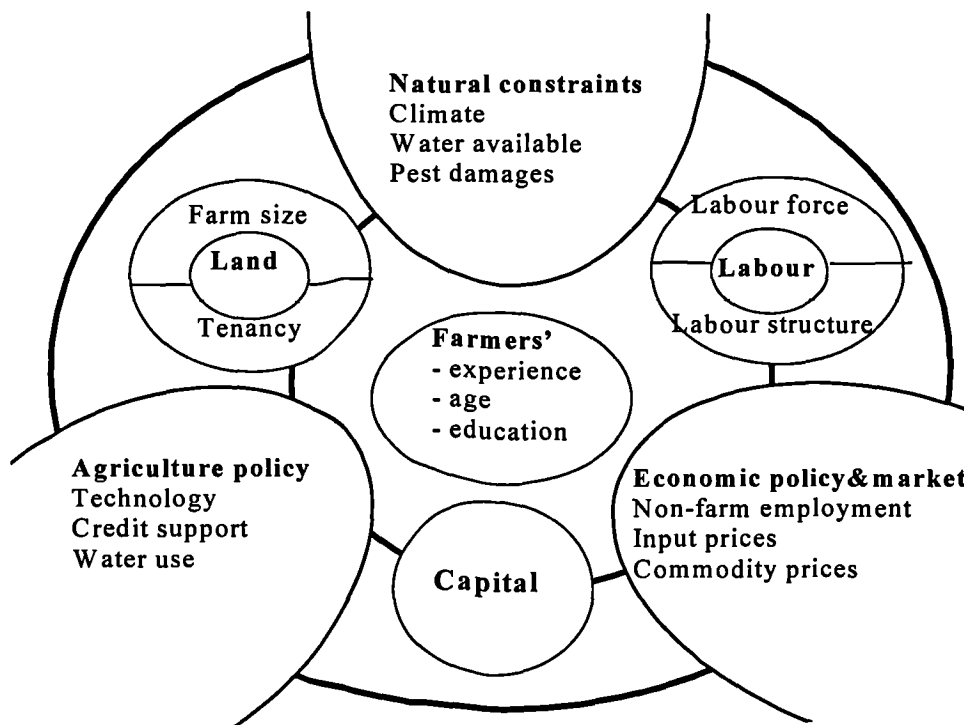 Natural constraints
Climate
Water available
Pest damages
Farm size
Land
Tenancy
Labour force
Labour
Labour structure
Farmers’
- experience
- age
- education
Agriculture policy
Technology
Credit support
Water use
Economic policy&market
Non-farm employment
Input prices
Commodity prices
Capital